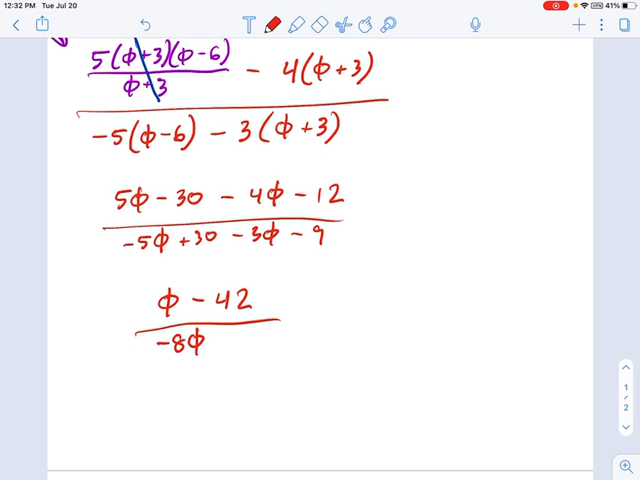 12:32 PM Tue Jul 20
VPN 41%
5(ϕ+3)(ϕ-6)
ϕ+3
- 4(ϕ+3)
-5(ϕ-6) - 3(ϕ+3)
5ϕ - 30 - 4ϕ - 12
-5ϕ + 30 - 3ϕ - 9
ϕ - 42
-8ϕ
1
2